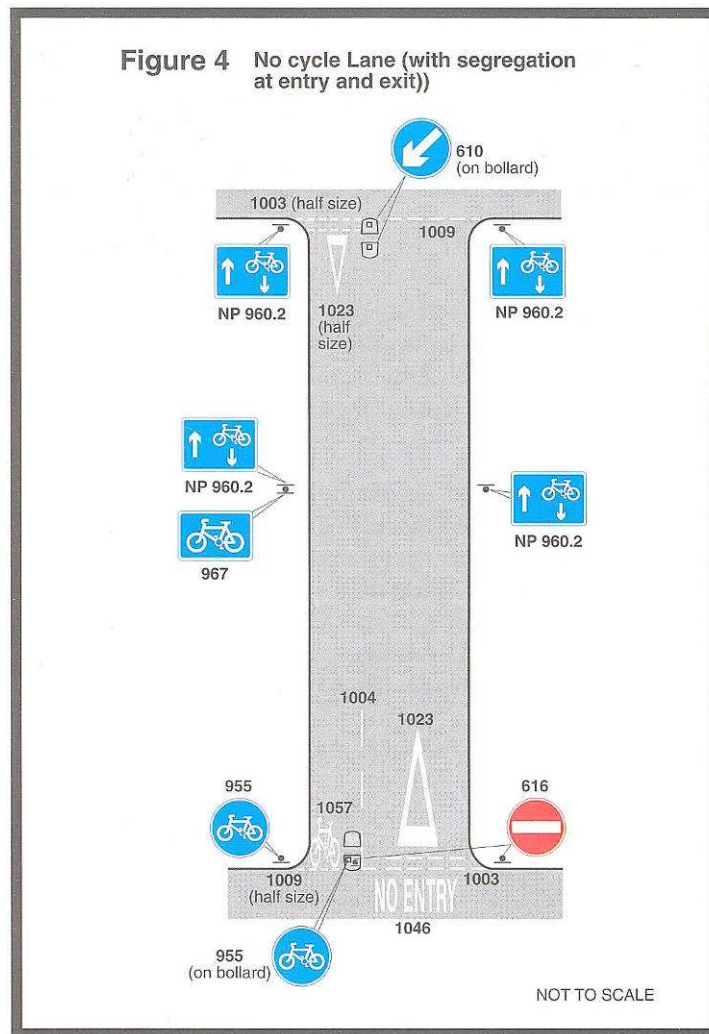 Figure 4 No cycle Lane (with segregation
at entry and exit))
610
(on bollard)
1003 (half size)
1009
NP 960.2
1023
(half
size)
NP 960.2
NP 960.2
967
NP 960.2
1004
1023
955
1057
616
1009
(half size)
1003
NO ENTRY
1046
955
(on bollard)
NOT TO SCALE